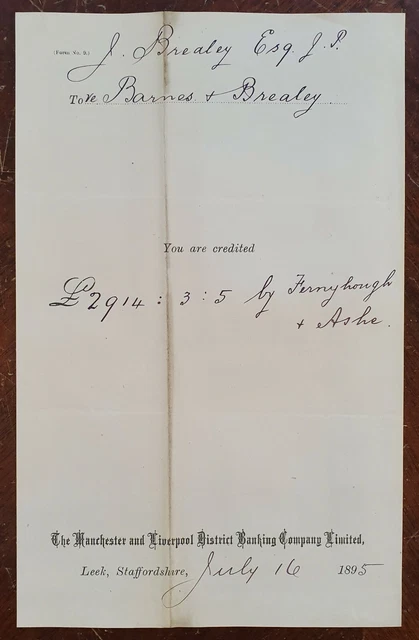 (Form No. 9.)
J. Brealey Esq J. P.
To re Barnes & Brealey
You are credited
£2914 : 3 : 5 by Fernyhough
& Ashe.
The Manchester and Liverpool District Banking Company Limited,
Leek, Staffordshire, July 16 1895